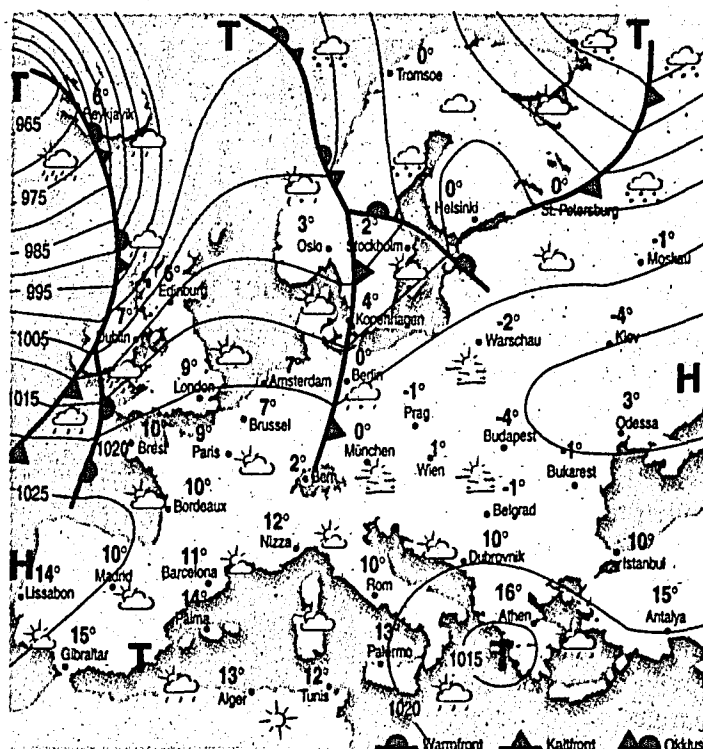 T
T
T
0°
Tromsoe
6°
Reykjavik
965
975
985
995
1005
1015
0°
Helsinki
0°
St. Petersburg
3°
Oslo
2°
Stockholm
-1°
Moskau
6°
Edinburg
7°
Dublin
4°
Kopenhagen
-2°
Warschau
-4°
Kiev
9°
London
7°
Amsterdam
0°
Berlin
H
7°
Brussel
-1°
Prag
3°
Odessa
1020
10°
Brest
9°
Paris
0°
München
1°
Wien
-4°
Budapest
-1°
Bukarest
1025
10°
Bordeaux
2°
Bern
-1°
Belgrad
12°
Nizza
10°
Dubrovnik
10°
Istanbul
H
14°
Lissabon
10°
Madrid
11°
Barcelona
10°
Rom
14°
Palma
16°
Athen
15°
Antalya
15°
Gibraltar
T
13
Palermo
1015
T
13°
Alger
12°
Tunis
1020
Warmfront Kaltfront Okklus